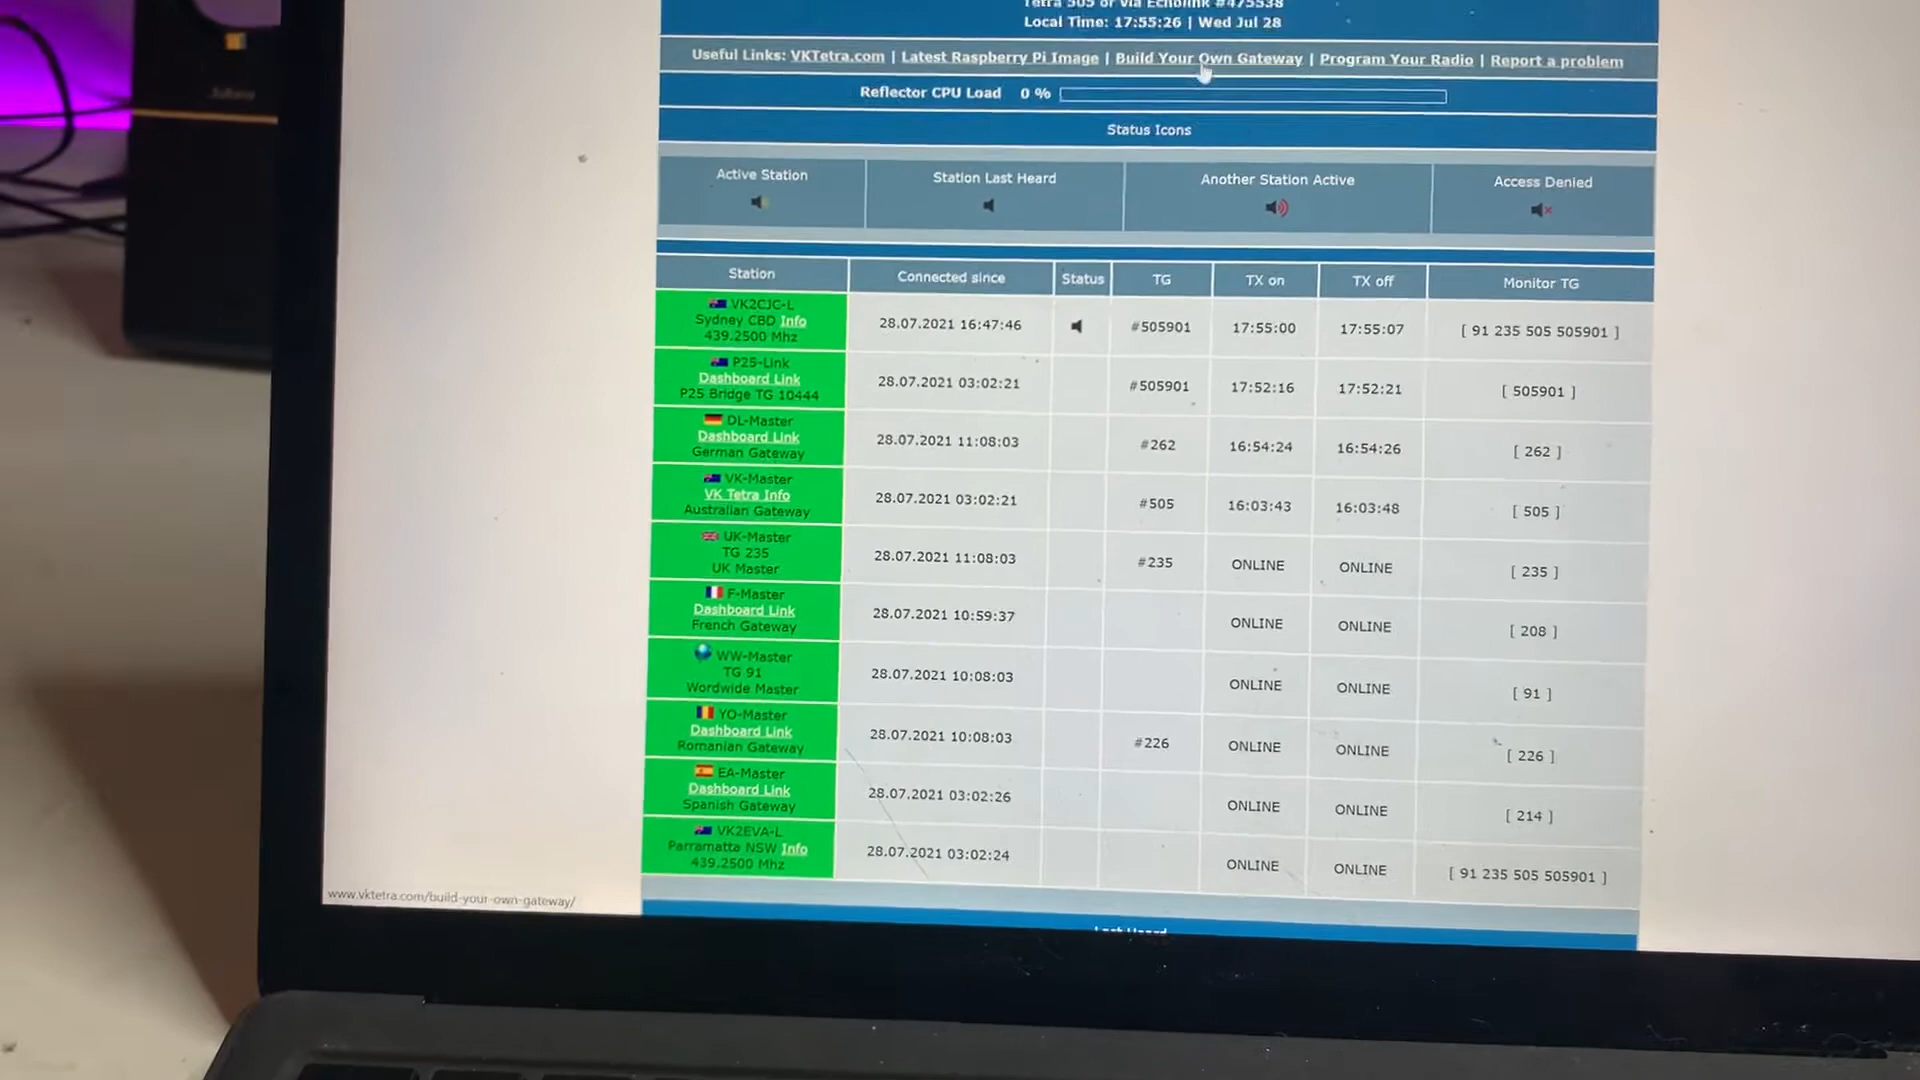 Tetra 505 or via Echolink #475538
Local Time: 17:55:26 | Wed Jul 28
Useful Links: VKTetra.com | Latest Raspberry Pi Image | Build Your Own Gateway | Program Your Radio | Report a problem
Reflector CPU Load 0 %
Status Icons
Active Station Station Last Heard Another Station Active Access Denied
Station Connected since Status TG TX on TX off Monitor TG
VK2CJC-L
Sydney CBD Info
439.2500 Mhz
28.07.2021 16:47:46 #505901 17:55:00 17:55:07 [ 91 235 505 505901 ]
P25-Link
Dashboard Link
P25 Bridge TG 10444
28.07.2021 03:02:21 #505901 17:52:16 17:52:21 [ 505901 ]
DL-Master
Dashboard Link
German Gateway
28.07.2021 11:08:03 #262 16:54:24 16:54:26 [ 262 ]
VK-Master
VK Tetra Info
Australian Gateway
28.07.2021 03:02:21 #505 16:03:43 16:03:48 [ 505 ]
UK-Master
TG 235
UK Master
28.07.2021 11:08:03 #235 ONLINE ONLINE [ 235 ]
F-Master
Dashboard Link
French Gateway
28.07.2021 10:59:37 ONLINE ONLINE [ 208 ]
WW-Master
TG 91
Wordwide Master
28.07.2021 10:08:03 ONLINE ONLINE [ 91 ]
YO-Master
Dashboard Link
Romanian Gateway
28.07.2021 10:08:03 #226 ONLINE ONLINE [ 226 ]
EA-Master
Dashboard Link
Spanish Gateway
28.07.2021 03:02:26 ONLINE ONLINE [ 214 ]
VK2EVA-L
Parramatta NSW Info
439.2500 Mhz
28.07.2021 03:02:24 ONLINE ONLINE [ 91 235 505 505901 ]
www.vktetra.com/build-your-own-gateway/
Last Heard